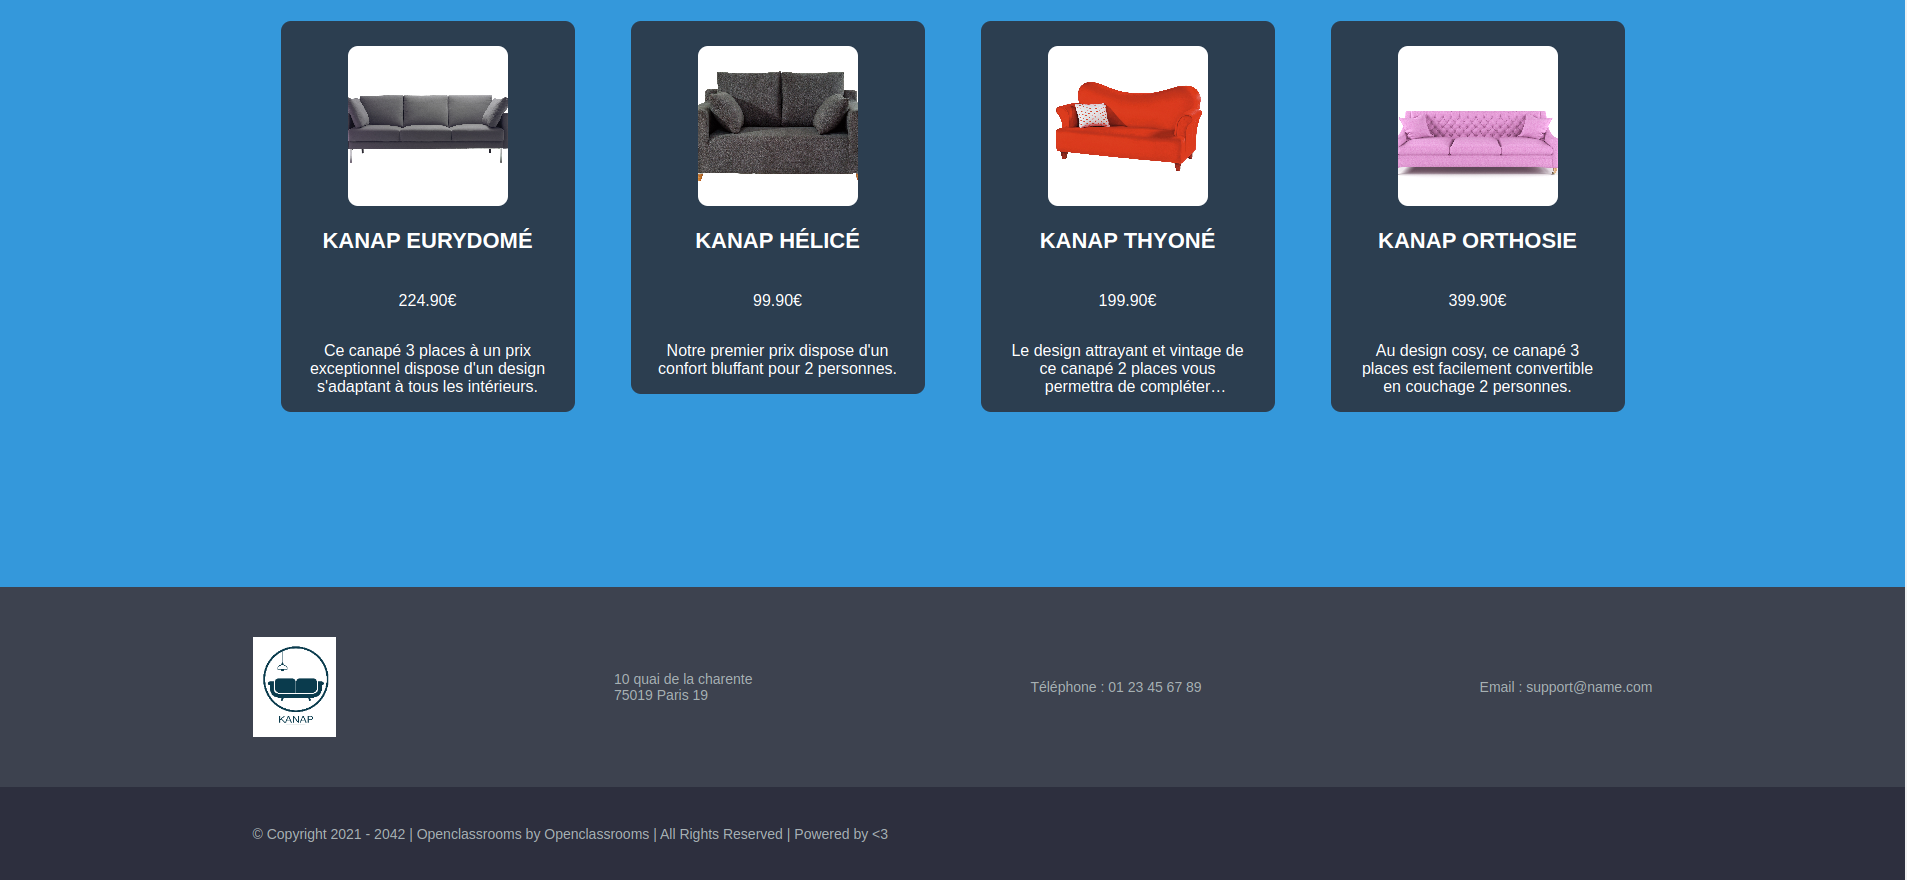 KANAP EURYDOMÉ
224.90€
Ce canapé 3 places à un prix
exceptionnel dispose d'un design
s'adaptant à tous les intérieurs.
KANAP HÉLICÉ
99.90€
Notre premier prix dispose d'un
confort bluffant pour 2 personnes.
KANAP THYONÉ
199.90€
Le design attrayant et vintage de
ce canapé 2 places vous
permettra de compléter…
KANAP ORTHOSIE
399.90€
Au design cosy, ce canapé 3
places est facilement convertible
en couchage 2 personnes.
KANAP
10 quai de la charente
75019 Paris 19
Téléphone : 01 23 45 67 89
Email : support@name.com
© Copyright 2021 - 2042 | Openclassrooms by Openclassrooms | All Rights Reserved | Powered by <3